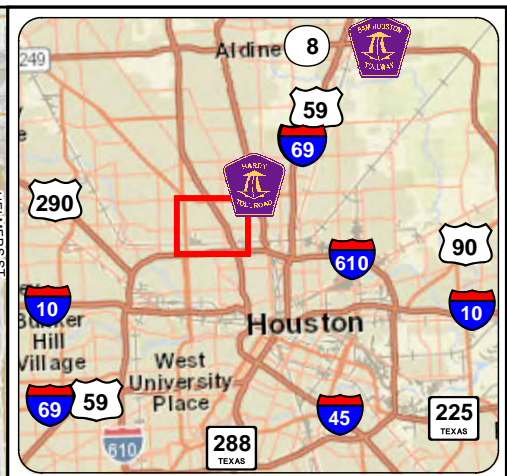 249
Aldine
8
SAM HOUSTON
TOLLWAY
59
69
HARDY
TOLL ROAD
290
90
610
10
10
Hill
Village
Houston
West
University
Place
69
59
45
225
TEXAS
610
288
TEXAS